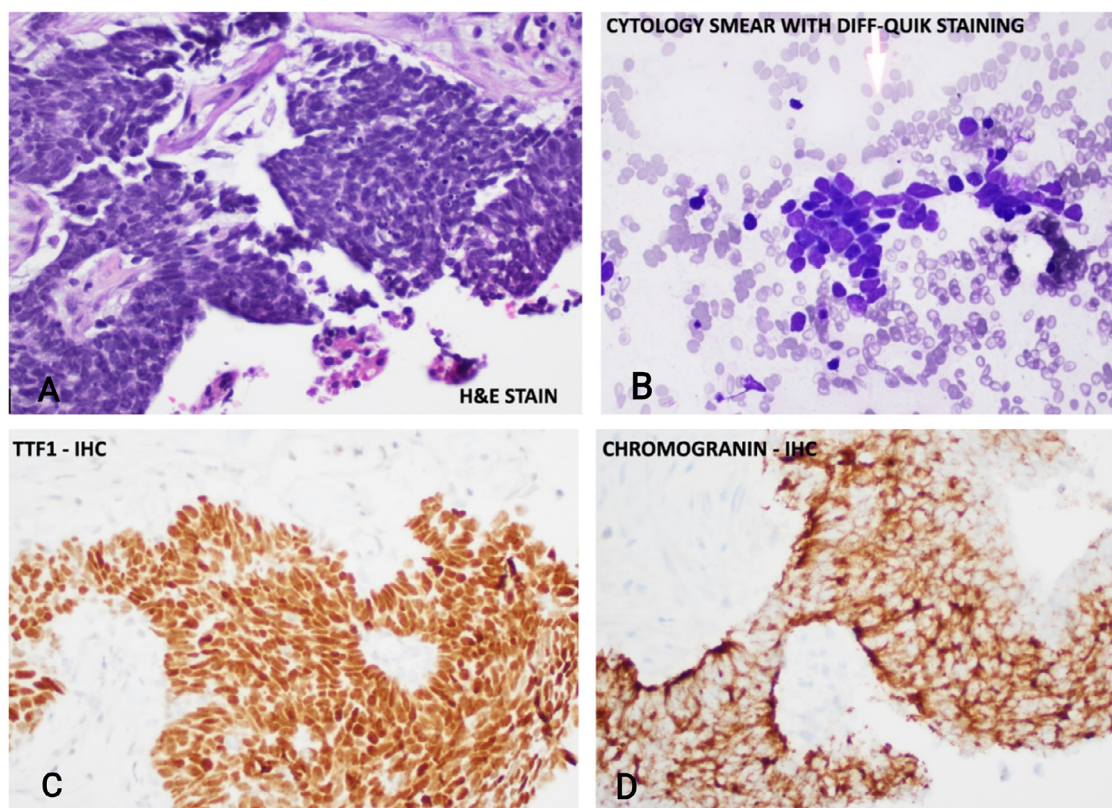 CYTOLOGY SMEAR WITH DIFF-QUIK STAINING
A
H&E STAIN
B
TTF1 - IHC
CHROMOGRANIN - IHC
C
D